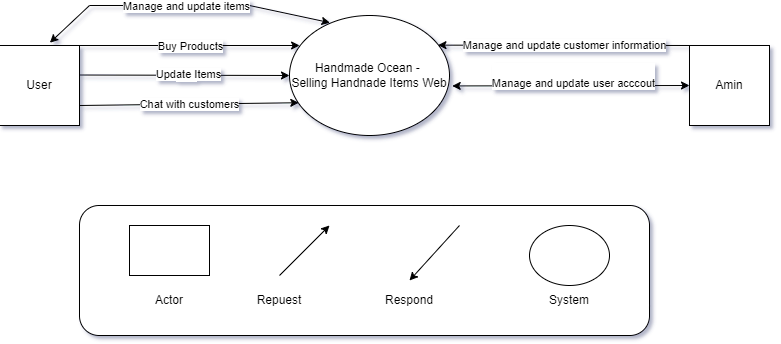 Manage and update items
Buy Products
Update Items
Chat with customers
User
Handmade Ocean -
Selling Handnade Items Web
Manage and update customer information
Manage and update user acccout
Amin
Actor
Repuest
Respond
System